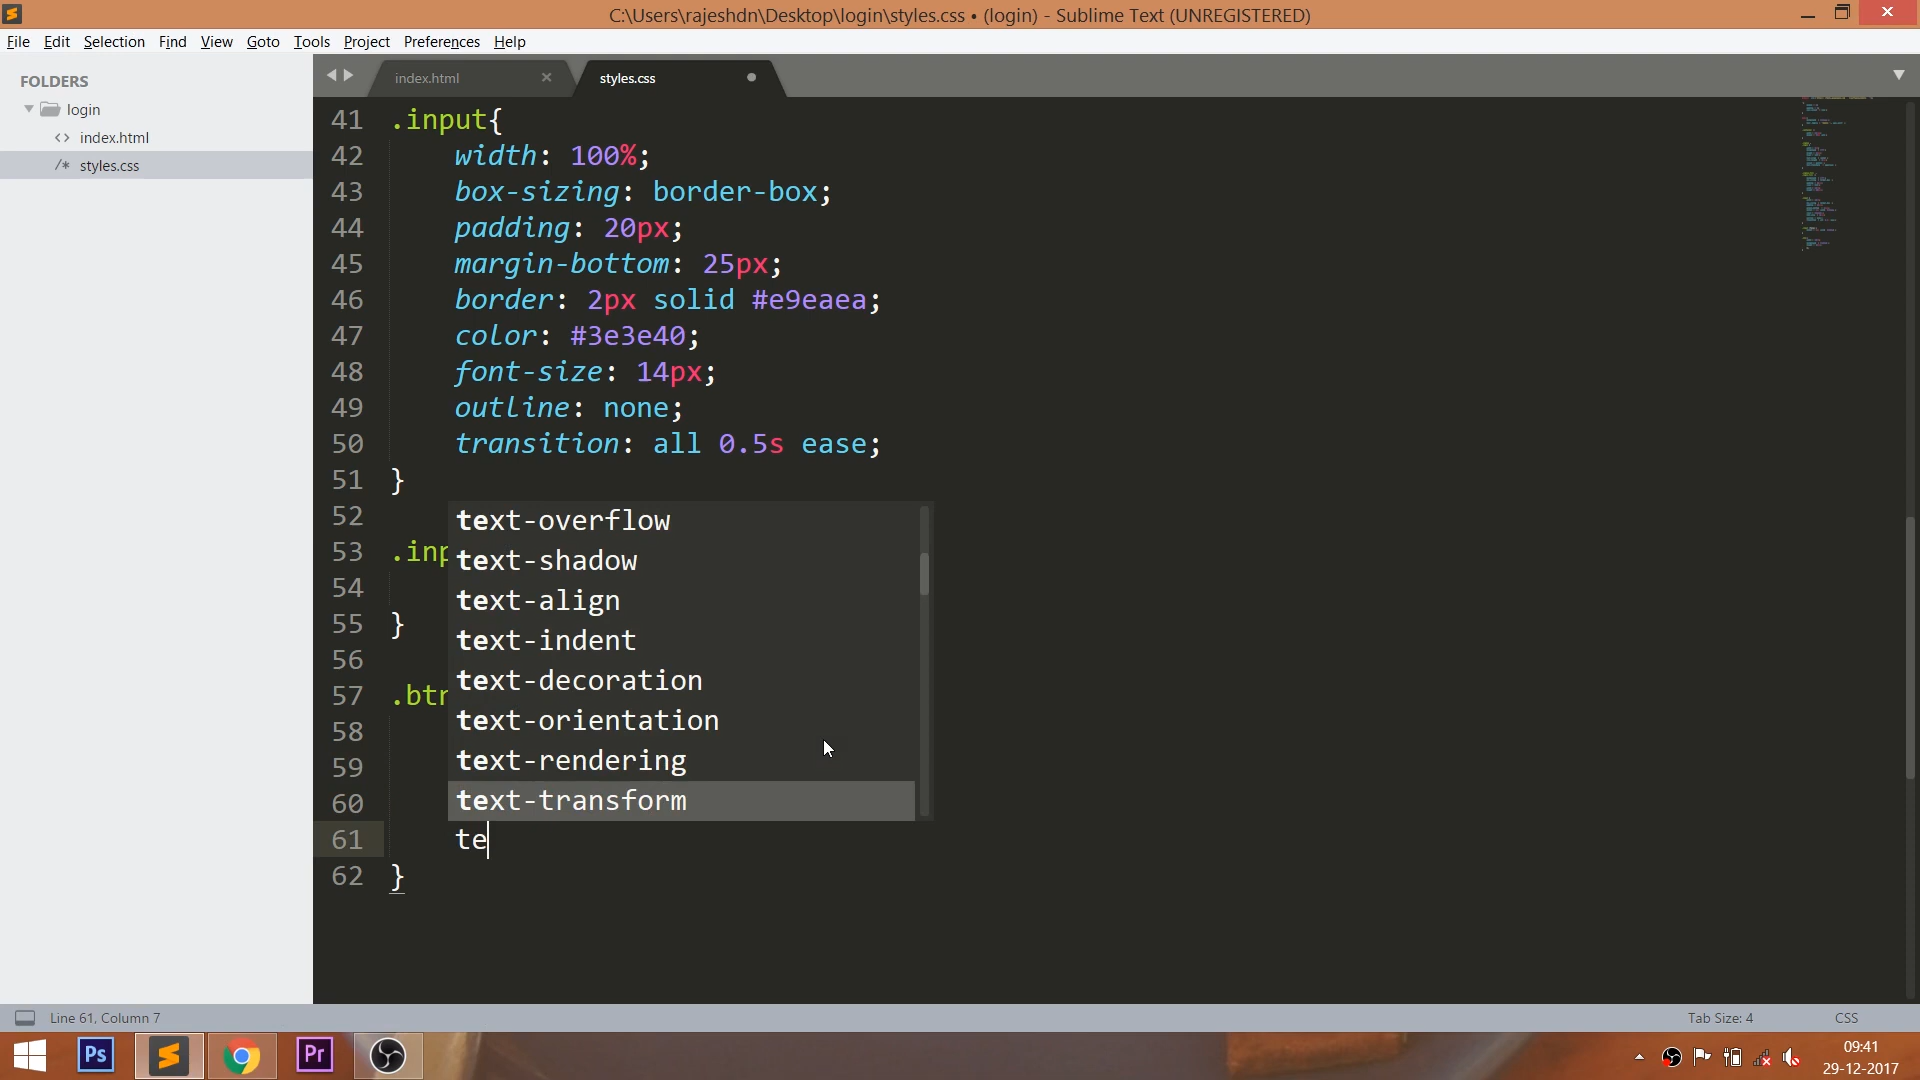 C:\Users\rajeshdn\Desktop\login\styles.css • (login) - Sublime Text (UNREGISTERED)
File Edit Selection Find View Goto Tools Project Preferences Help
FOLDERS
login
<> index.html
/* styles.css
index.html × styles.css
41 .input{
42 width: 100%;
43 box-sizing: border-box;
44 padding: 20px;
45 margin-bottom: 25px;
46 border: 2px solid #e9eaea;
47 color: #3e3e40;
48 font-size: 14px;
49 outline: none;
50 transition: all 0.5s ease;
51 }
52
53 .inp
54
55 }
56
57 .btn
58
59
60
61 te
62 }
text-overflow
text-shadow
text-align
text-indent
text-decoration
text-orientation
text-rendering
text-transform
Line 61, Column 7
Tab Size: 4
CSS
Ps
Pr
09:41
29-12-2017